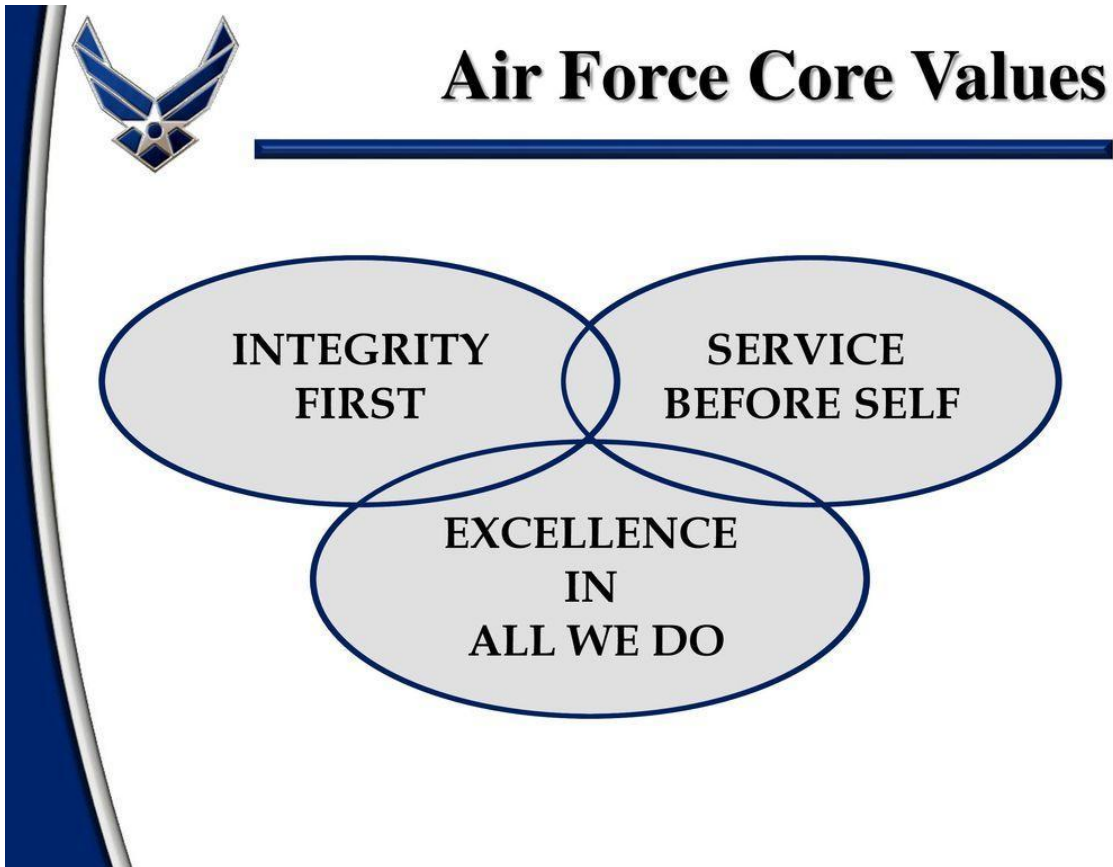 Air Force Core Values
INTEGRITY
FIRST
SERVICE
BEFORE SELF
EXCELLENCE
IN
ALL WE DO